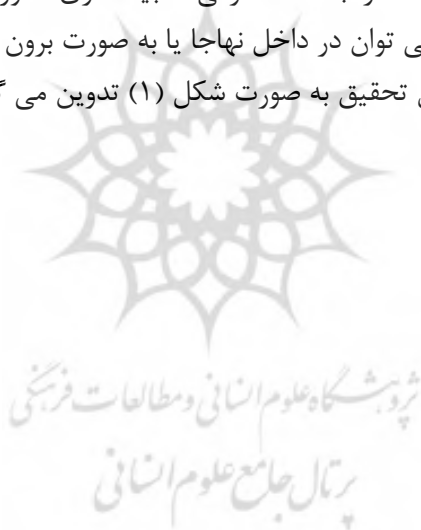 ی توان در داخل نهاجا یا به صورت برون
تحقیق به صورت شکل (۱) تدوین می گ
پژوهشگاه علوم انسانی و مطالعات فرهنگی
پرتال جامع علوم انسانی